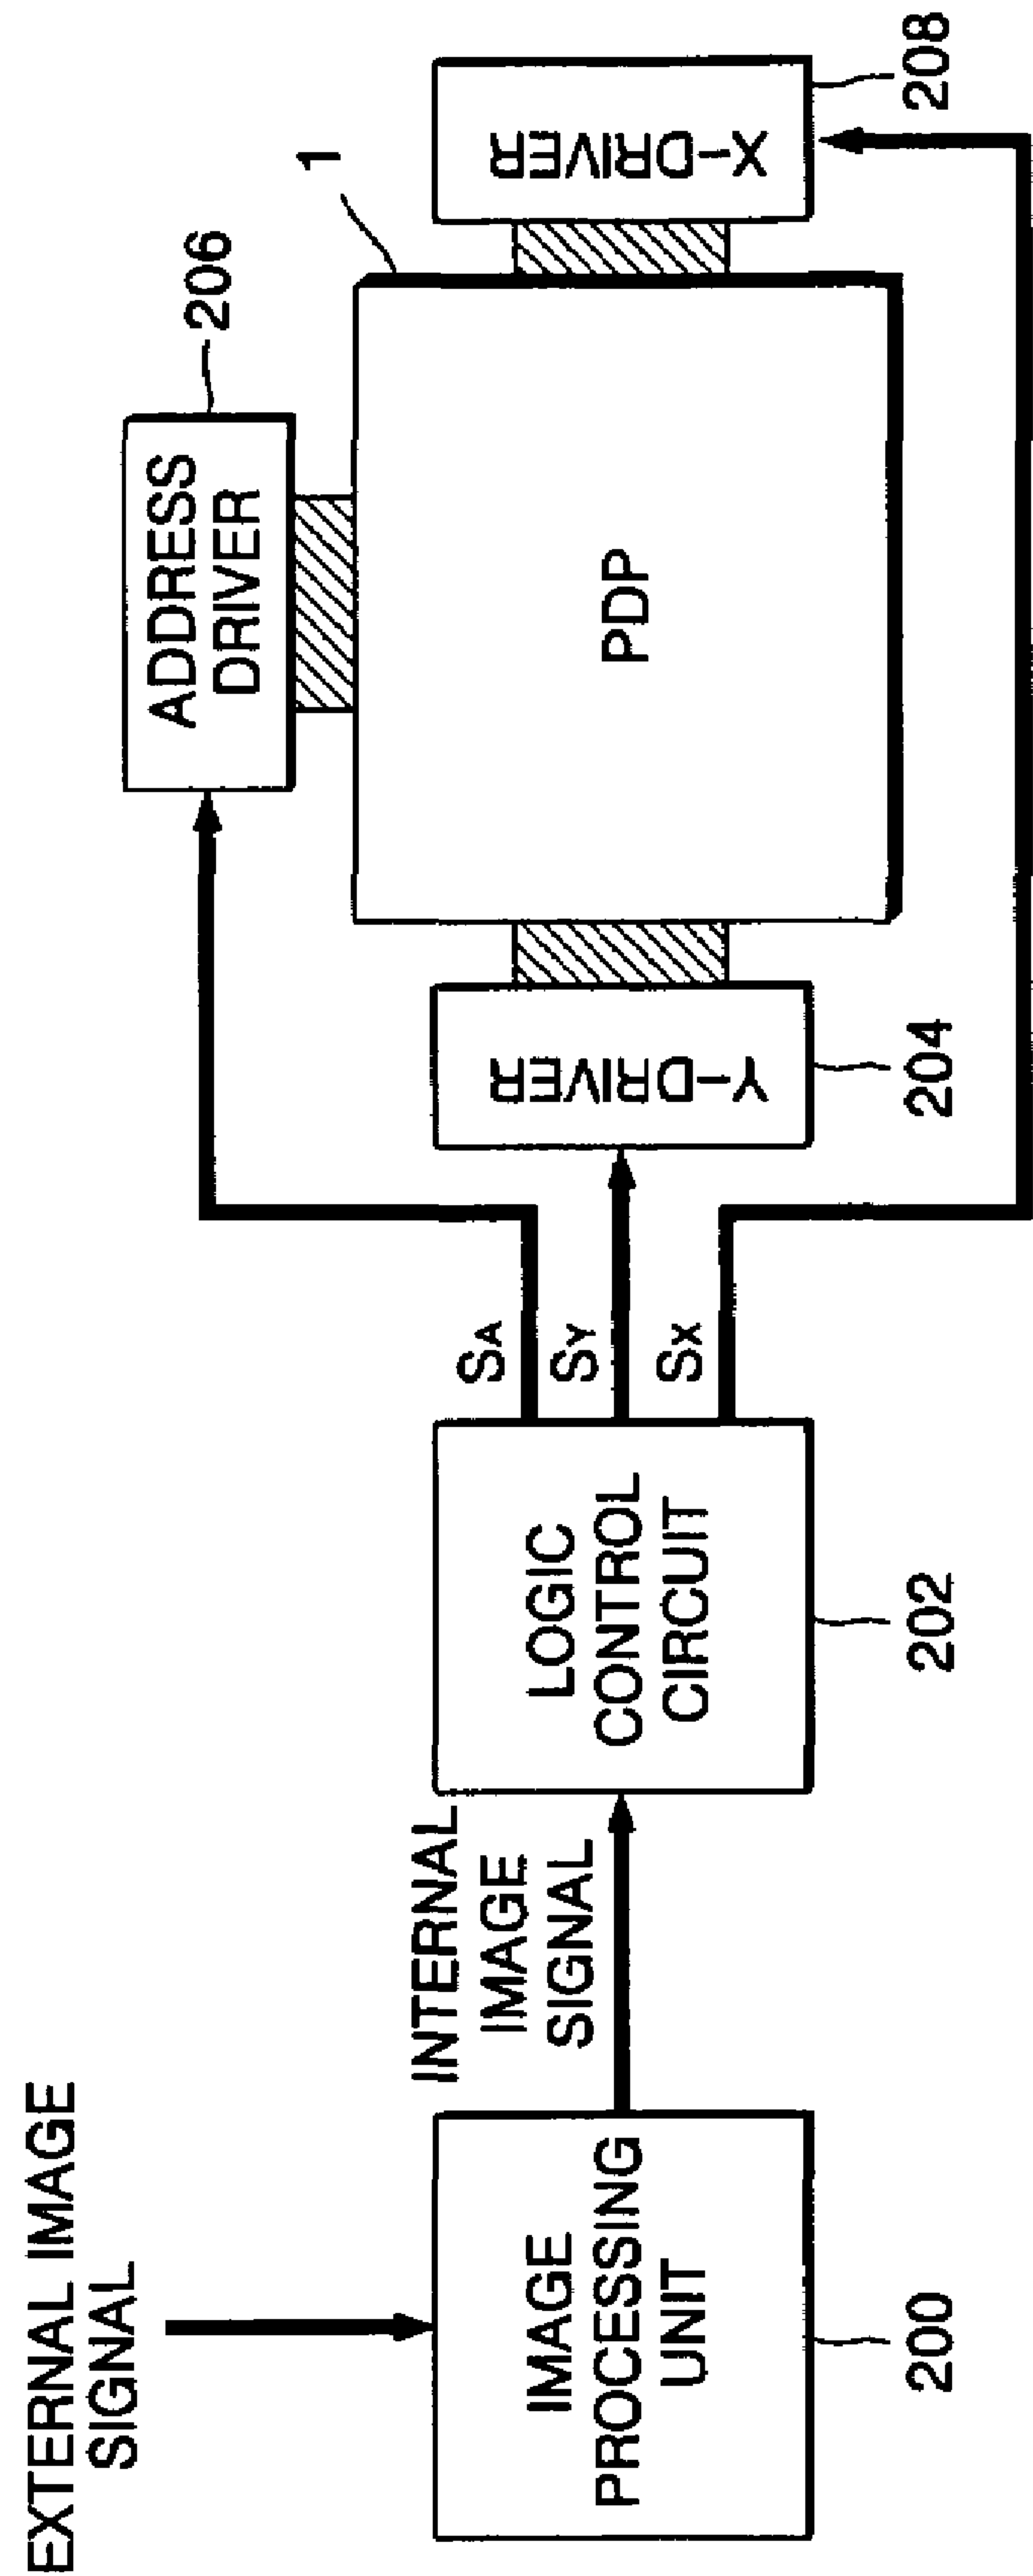 EXTERNAL IMAGE
SIGNAL
IMAGE
PROCESSING
UNIT
200
INTERNAL
IMAGE
SIGNAL
LOGIC
CONTROL
CIRCUIT
202
SA
SY
SX
ADDRESS
DRIVER
206
Y-DRIVER
204
PDP
1
X-DRIVER
208